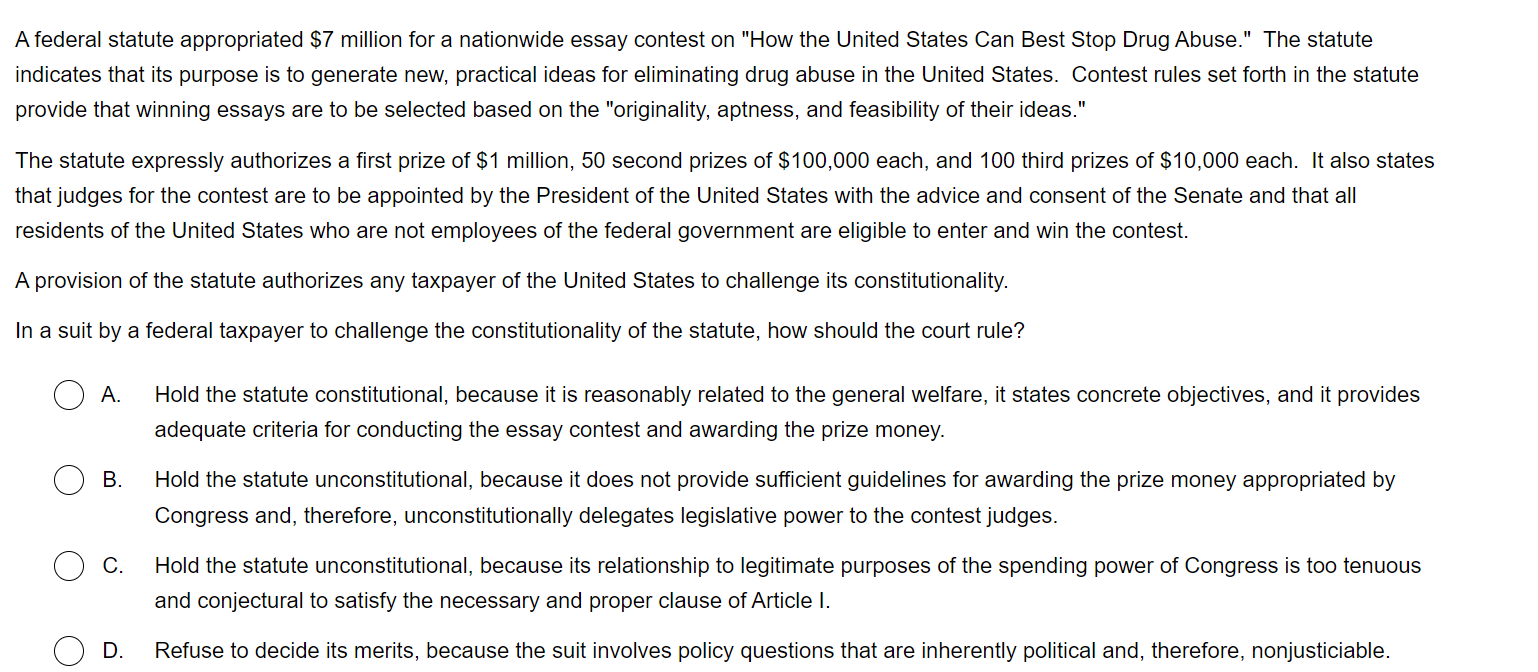 A federal statute appropriated $7 million for a nationwide essay contest on "How the United States Can Best Stop Drug Abuse." The statute
indicates that its purpose is to generate new, practical ideas for eliminating drug abuse in the United States. Contest rules set forth in the statute
provide that winning essays are to be selected based on the "originality, aptness, and feasibility of their ideas."
The statute expressly authorizes a first prize of $1 million, 50 second prizes of $100,000 each, and 100 third prizes of $10,000 each. It also states
that judges for the contest are to be appointed by the President of the United States with the advice and consent of the Senate and that all
residents of the United States who are not employees of the federal government are eligible to enter and win the contest.
A provision of the statute authorizes any taxpayer of the United States to challenge its constitutionality.
In a suit by a federal taxpayer to challenge the constitutionality of the statute, how should the court rule?
A. Hold the statute constitutional, because it is reasonably related to the general welfare, it states concrete objectives, and it provides
adequate criteria for conducting the essay contest and awarding the prize money.
B. Hold the statute unconstitutional, because it does not provide sufficient guidelines for awarding the prize money appropriated by
Congress and, therefore, unconstitutionally delegates legislative power to the contest judges.
C. Hold the statute unconstitutional, because its relationship to legitimate purposes of the spending power of Congress is too tenuous
and conjectural to satisfy the necessary and proper clause of Article I.
D. Refuse to decide its merits, because the suit involves policy questions that are inherently political and, therefore, nonjusticiable.